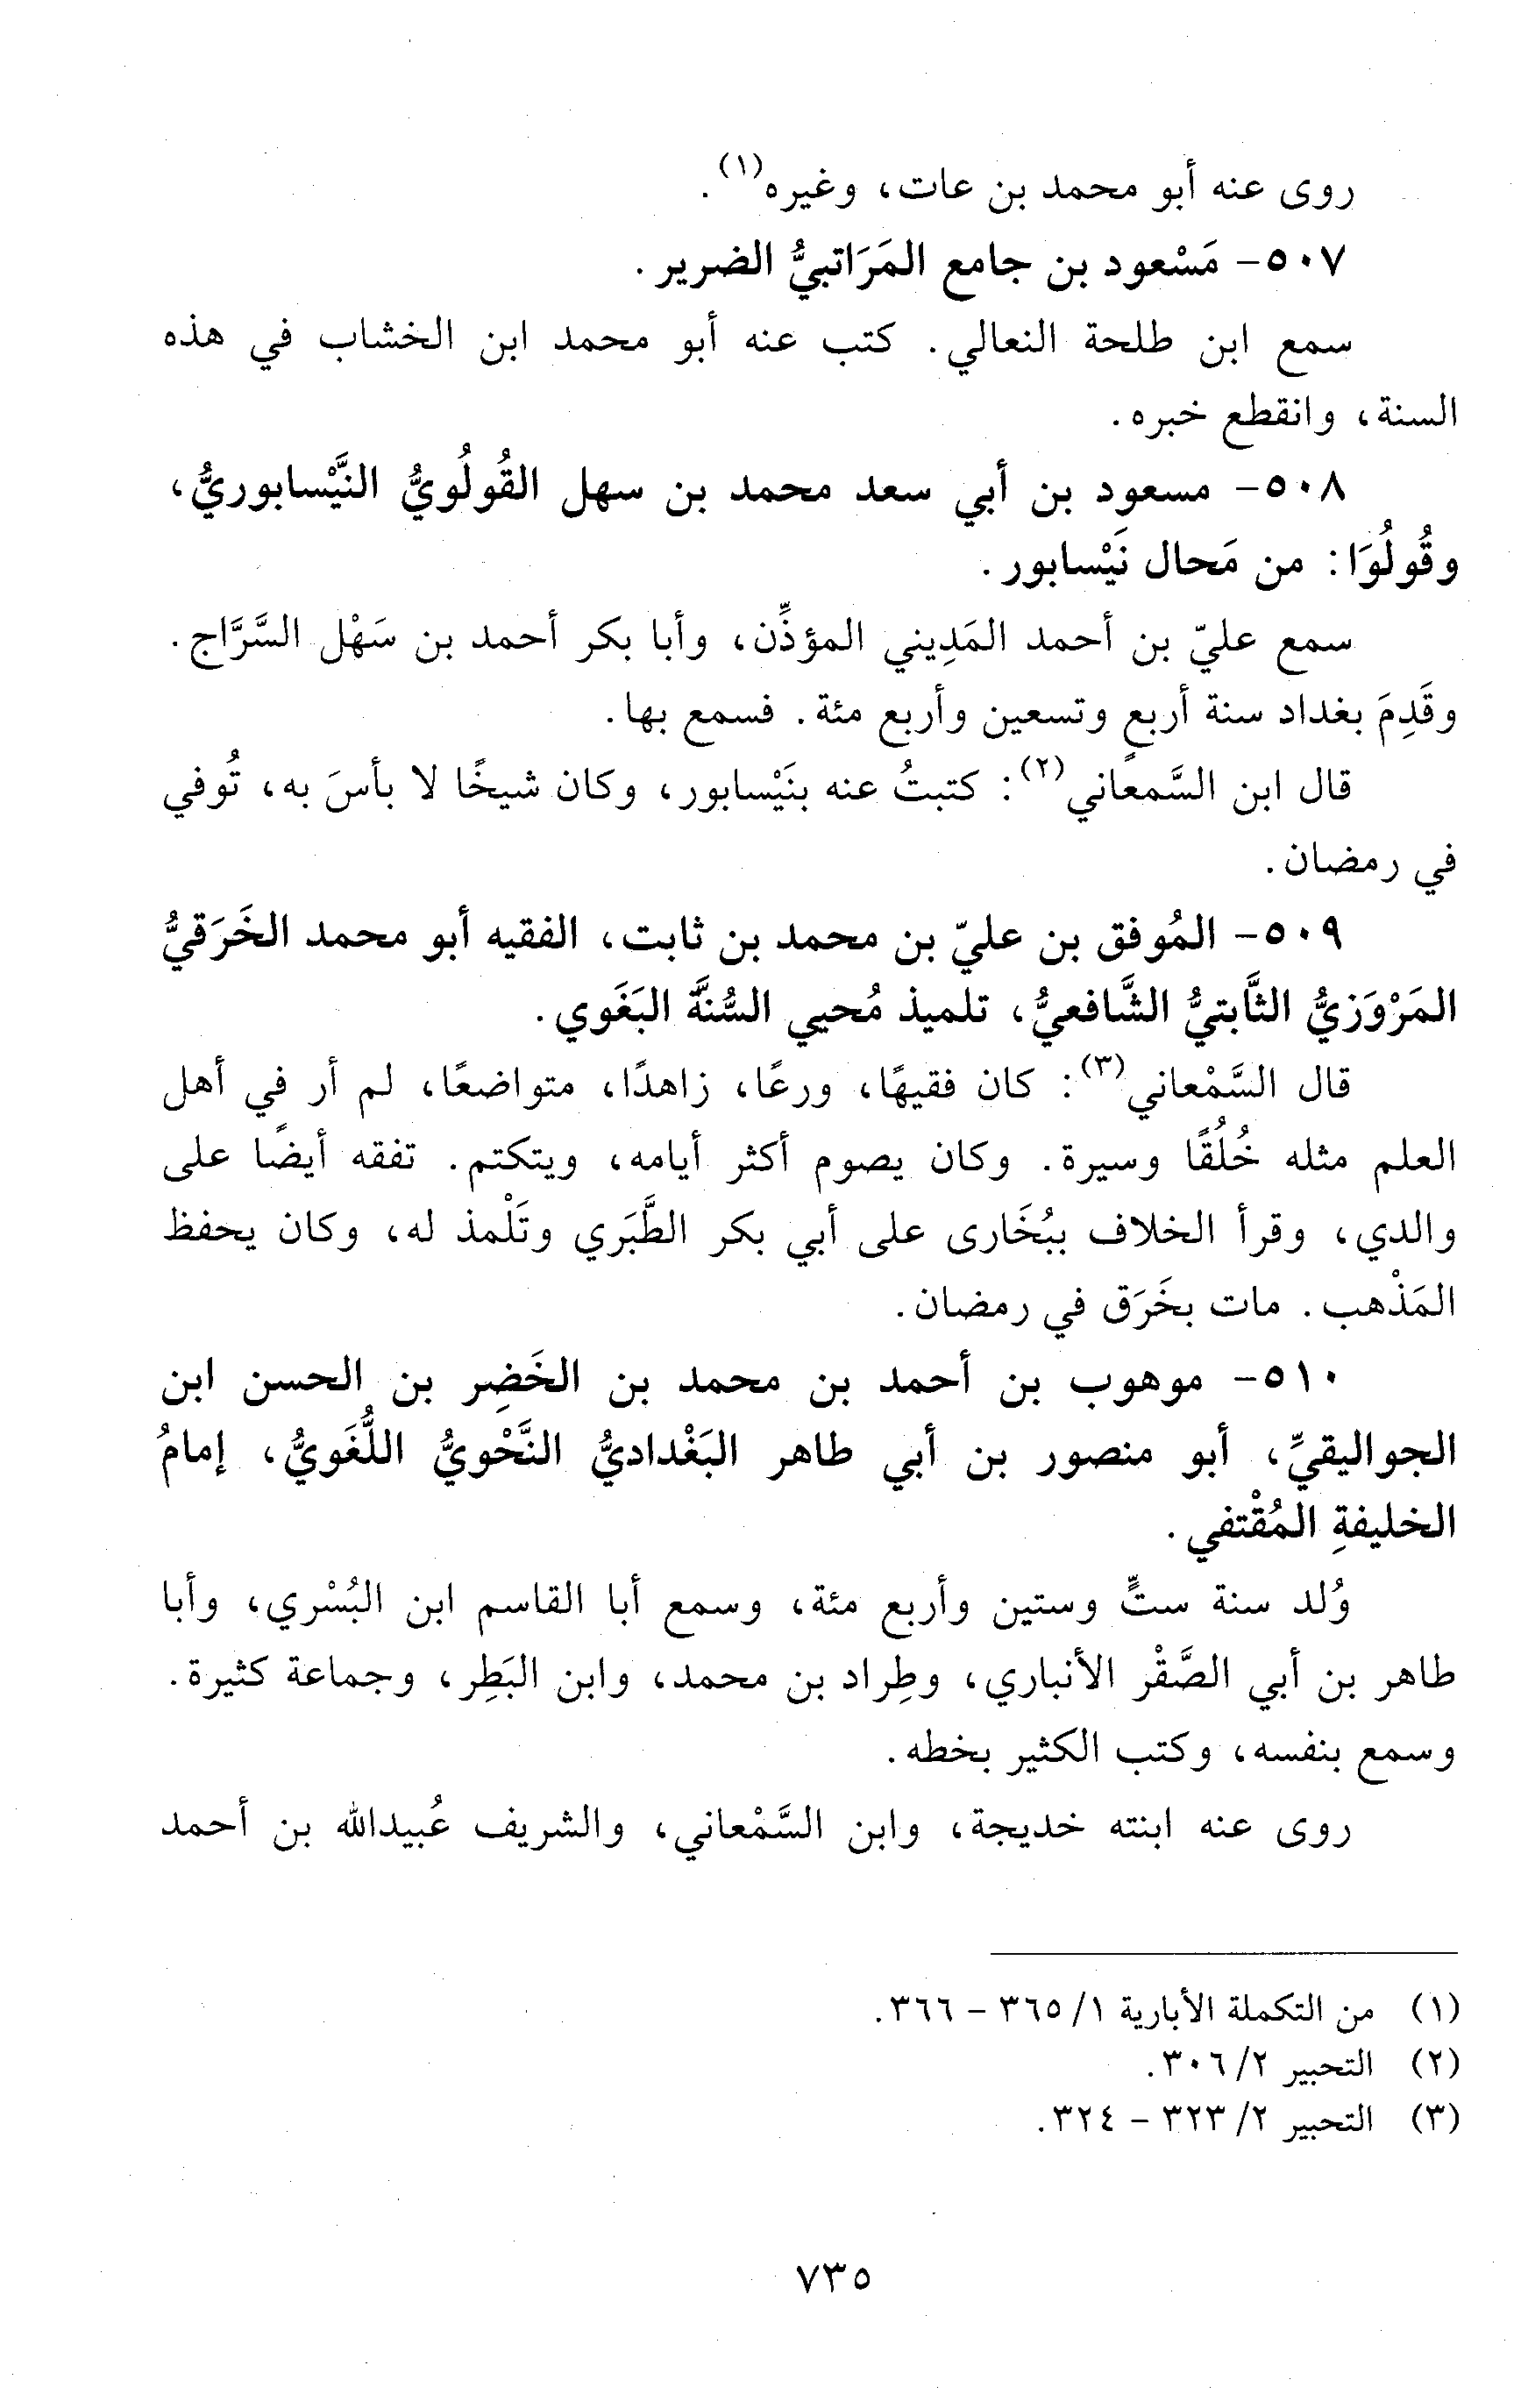 روى عنه أبو محمد بن عات، وغيره(١).
٥٠٧- مَسْعود بن جامع المَرَاتبيُّ الضرير.
سمع ابن طلحة النعالي. كتب عنه أبو محمد ابن الخشاب في هذه
السنة، وانقطع خبره.
٥٠٨- مسعود بن أبي سعد محمد بن سهل القُولُويُّ النَّيْسابوريُّ،
وقُولُوَا: من مَحال نَيْسابور.
سمع عليّ بن أحمد المَدِيني المؤذِّن، وأبا بكر أحمد بن سَهْل السَّرَّاج.
وقَدِمَ بغداد سنة أربعٍ وتسعين وأربع مئة. فسمع بها.
قال ابن السَّمعاني(٢): كتبتُ عنه بنَيْسابور، وكان شيخًا لا بأسَ به، تُوفي
في رمضان.
٥٠٩- المُوفق بن عليّ بن محمد بن ثابت، الفقيه أبو محمد الخَرَقيُّ
المَرْوَزيُّ الثَّابتيُّ الشَّافعيُّ، تلميذ مُحيي السُّنَّة البَغَوي.
قال السَّمْعاني(٣): كان فقيهًا، ورعًا، زاهدًا، متواضعًا، لم أر في أهل
العلم مثله خُلُقًا وسيرة. وكان يصوم أكثر أيامه، ويتكتم. تفقه أيضًا على
والدي، وقرأ الخلاف ببُخَارى على أبي بكر الطَّبَري وتَلْمذ له، وكان يحفظ
المَذْهب. مات بخَرَق في رمضان.
٥١٠- موهوب بن أحمد بن محمد بن الخَضِر بن الحسن ابن
الجواليقيِّ، أبو منصور بن أبي طاهر البَغْداديُّ النَّحْويُّ اللُّغَويُّ، إمامُ
الخليفةِ المُقْتفي.
وُلد سنة ستٍّ وستين وأربع مئة، وسمع أبا القاسم ابن البُسْري، وأبا
طاهر بن أبي الصَّقْر الأنباري، وطِراد بن محمد، وابن البَطِر، وجماعة كثيرة.
وسمع بنفسه، وكتب الكثير بخطه.
روى عنه ابنته خديجة، وابن السَّمْعاني، والشريف عُبيدالله بن أحمد
(١) من التكملة الأبارية ١/ ٣٦٥ - ٣٦٦.
(٢) التحبير ٢/ ٣٠٦.
(٣) التحبير ٢/ ٣٢٣ - ٣٢٤.
٧٣٥